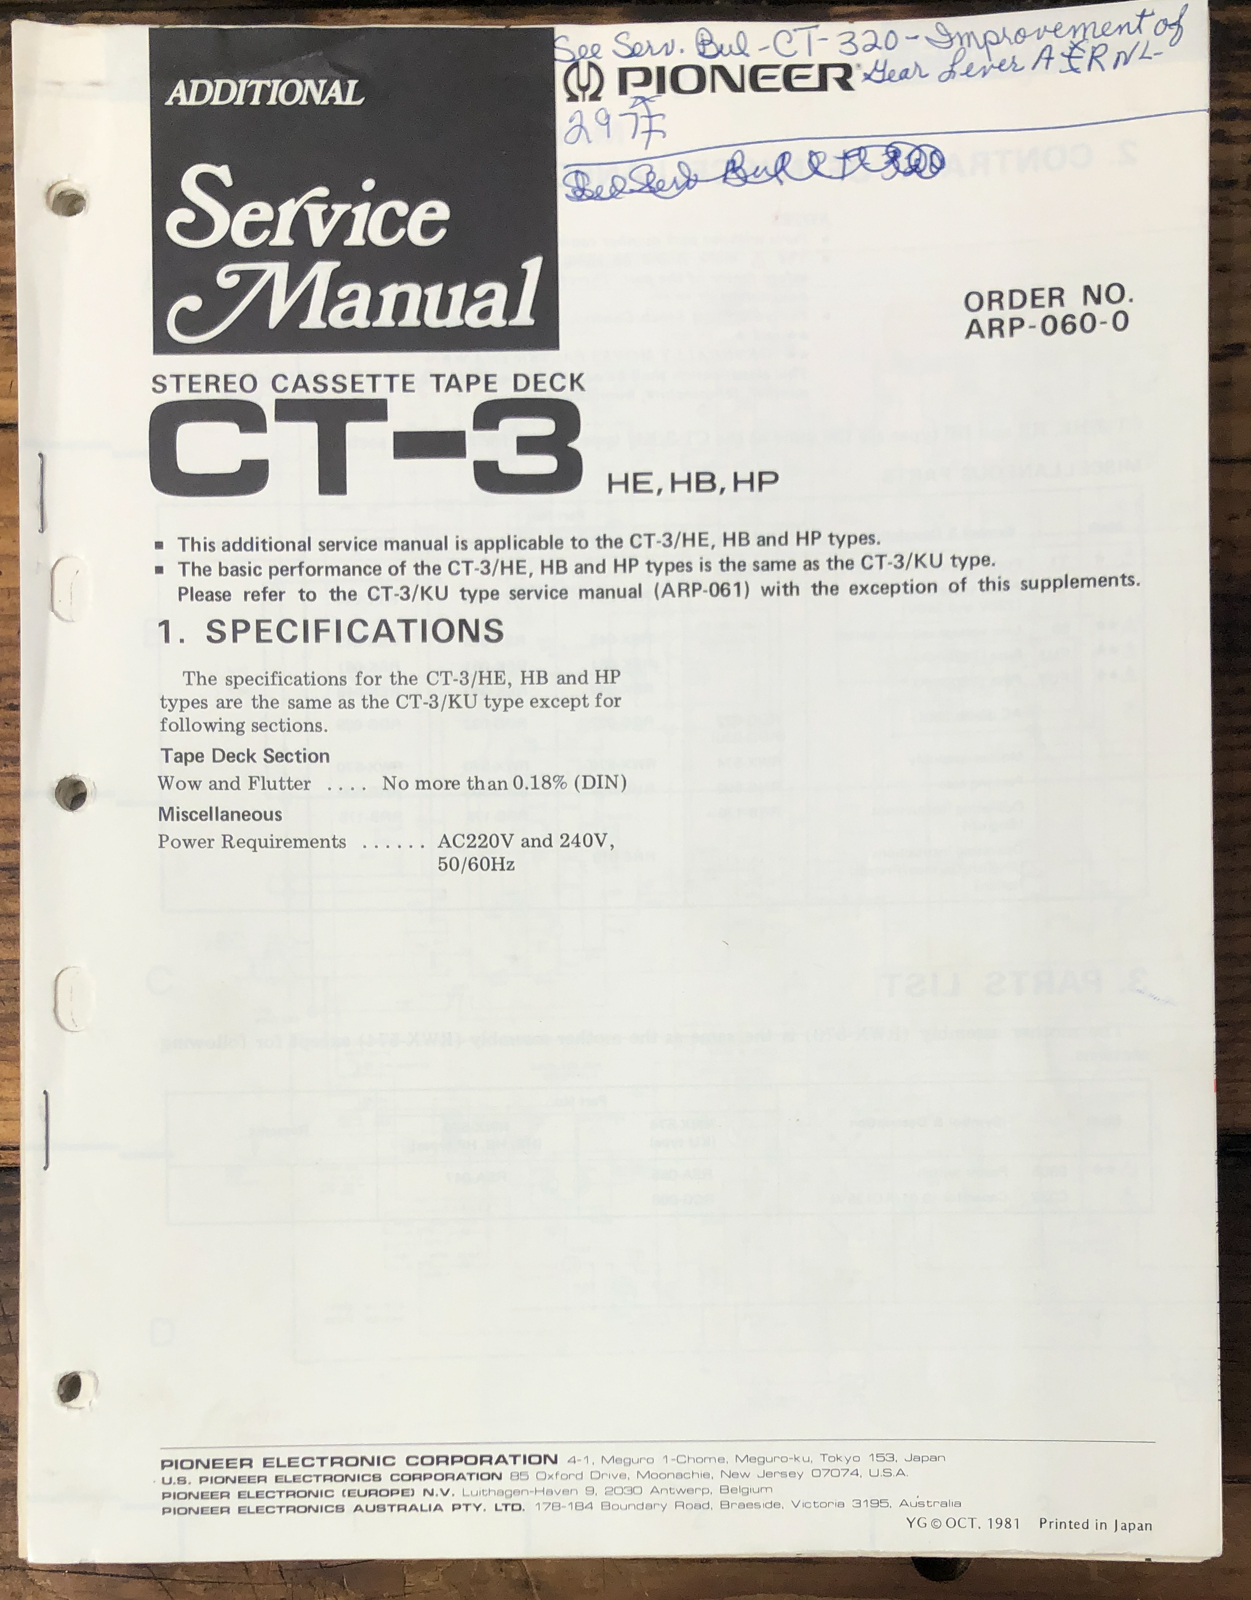 See Serv. Bul - CT-320 - Improvement of
Gear Lever A & RNL-
297
ADDITIONAL
Service
Manual
PIONEER
ORDER NO.
ARP-060-0
STEREO CASSETTE TAPE DECK
CT-3 HE, HB, HP
▪ This additional service manual is applicable to the CT-3/HE, HB and HP types.
▪ The basic performance of the CT-3/HE, HB and HP types is the same as the CT-3/KU type.
Please refer to the CT-3/KU type service manual (ARP-061) with the exception of this supplements.
1. SPECIFICATIONS
The specifications for the CT-3/HE, HB and HP
types are the same as the CT-3/KU type except for
following sections.
Tape Deck Section
Wow and Flutter .... No more than 0.18% (DIN)
Miscellaneous
Power Requirements ...... AC220V and 240V,
50/60Hz
PIONEER ELECTRONIC CORPORATION 4-1, Meguro 1-Chome, Meguro-ku, Tokyo 153, Japan
U.S. PIONEER ELECTRONICS CORPORATION 85 Oxford Drive, Moonachie, New Jersey 07074, U.S.A.
PIONEER ELECTRONIC (EUROPE) N.V. Luithagen-Haven 9, 2030 Antwerp, Belgium
PIONEER ELECTRONICS AUSTRALIA PTY. LTD. 178-184 Boundary Road, Braeside, Victoria 3195, Australia
YG © OCT. 1981 Printed in Japan